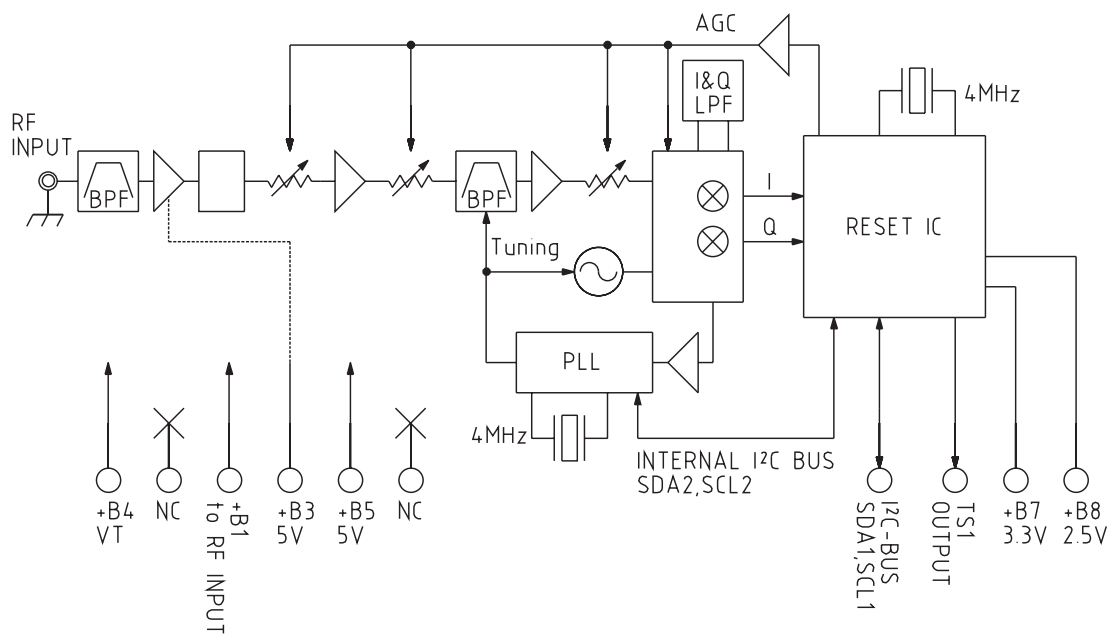 AGC
I&Q
LPF
4MHz
RF
INPUT
BPF
BPF
I
RESET IC
Q
Tuning
PLL
4MHz
INTERNAL I²C BUS
SDA2,SCL2
+B4
VT
NC
+B1
to RF INPUT
+B3
5V
+B5
5V
NC
I²C-BUS
SDA1,SCL1
TS1
OUTPUT
+B7
3.3V
+B8
2.5V